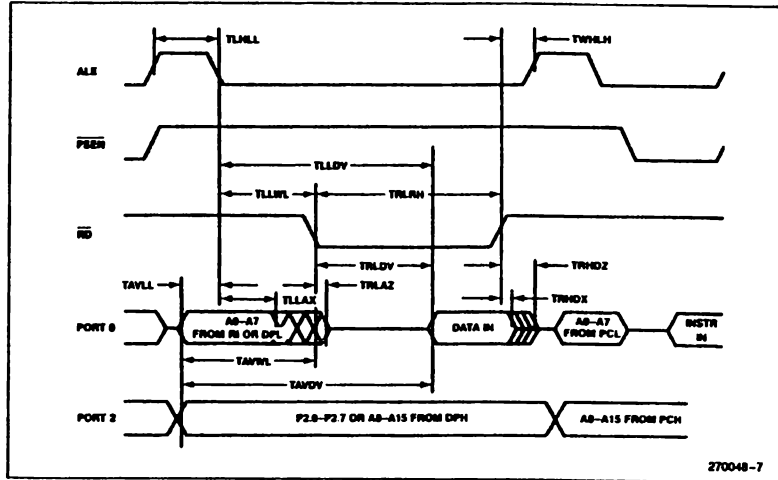 TLHLL
TWHLH
ALE
PSEN
TLLDV
TLLWL
TRLRH
RD
TAVLL
TRLDV
TRHDZ
TLLAX
TRLAZ
TRHDX
PORT 0
A0–A7
FROM RI OR DPL
DATA IN
A0–A7
FROM PCL
INSTR
IN
TAVWL
TAVDV
PORT 2
P2.0–P2.7 OR A8–A15 FROM DPH
A8–A15 FROM PCH
270048–7